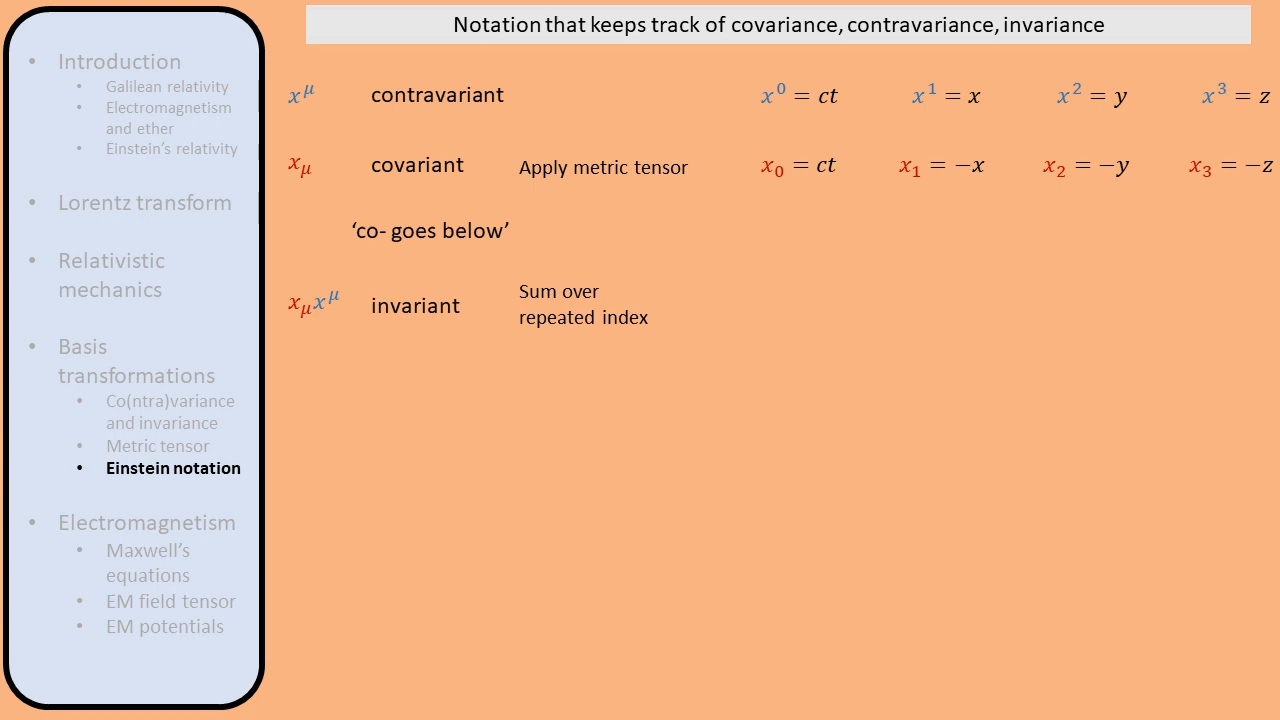 Notation that keeps track of covariance, contravariance, invariance
• Introduction
• Galilean relativity
• Electromagnetism
and ether
• Einstein's relativity
• Lorentz transform
• Relativistic
mechanics
• Basis
transformations
• Co(ntra)variance
and invariance
• Metric tensor
• Einstein notation
• Electromagnetism
• Maxwell's
equations
• EM field tensor
• EM potentials
x^μ contravariant x^0 = ct x^1 = x x^2 = y x^3 = z
x_μ covariant Apply metric tensor x_0 = ct x_1 = −x x_2 = −y x_3 = −z
‘co- goes below’
x_μ x^μ invariant Sum over
repeated index